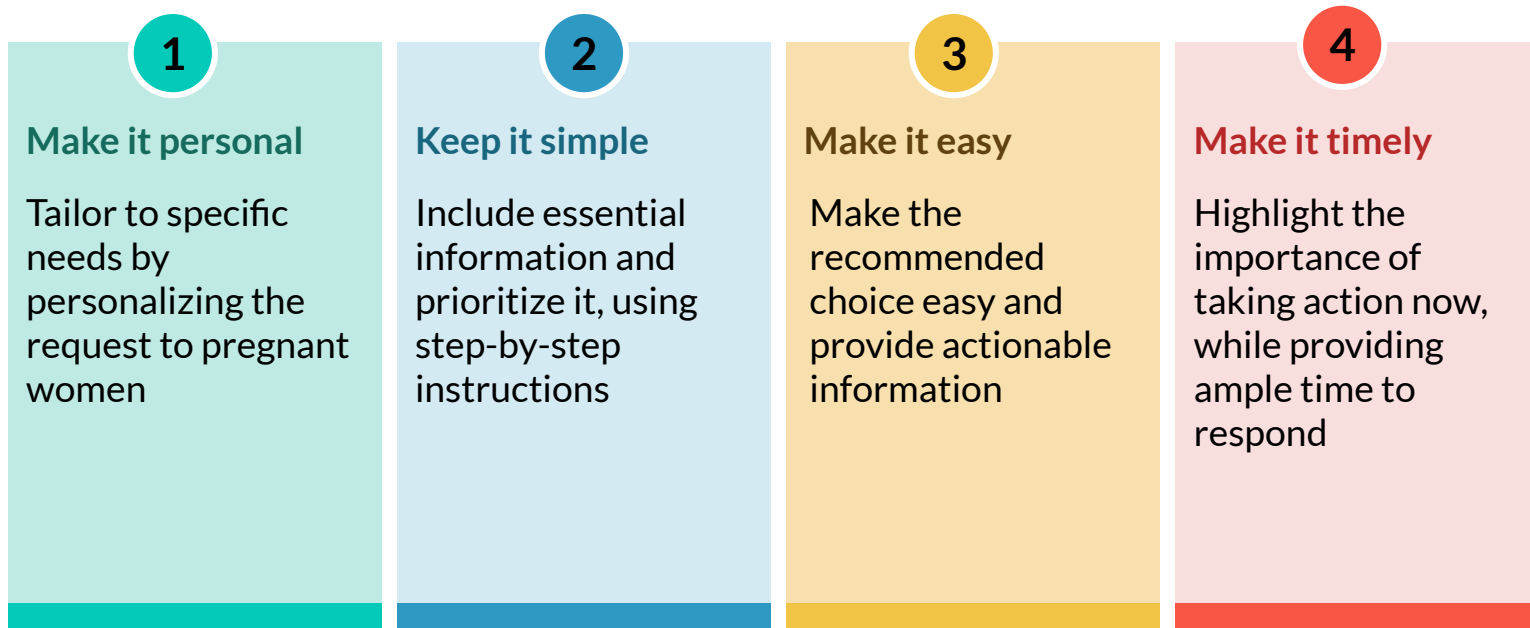 1
Make it personal
Tailor to specific
needs by
personalizing the
request to pregnant
women
2
Keep it simple
Include essential
information and
prioritize it, using
step-by-step
instructions
3
Make it easy
Make the
recommended
choice easy and
provide actionable
information
4
Make it timely
Highlight the
importance of
taking action now,
while providing
ample time to
respond